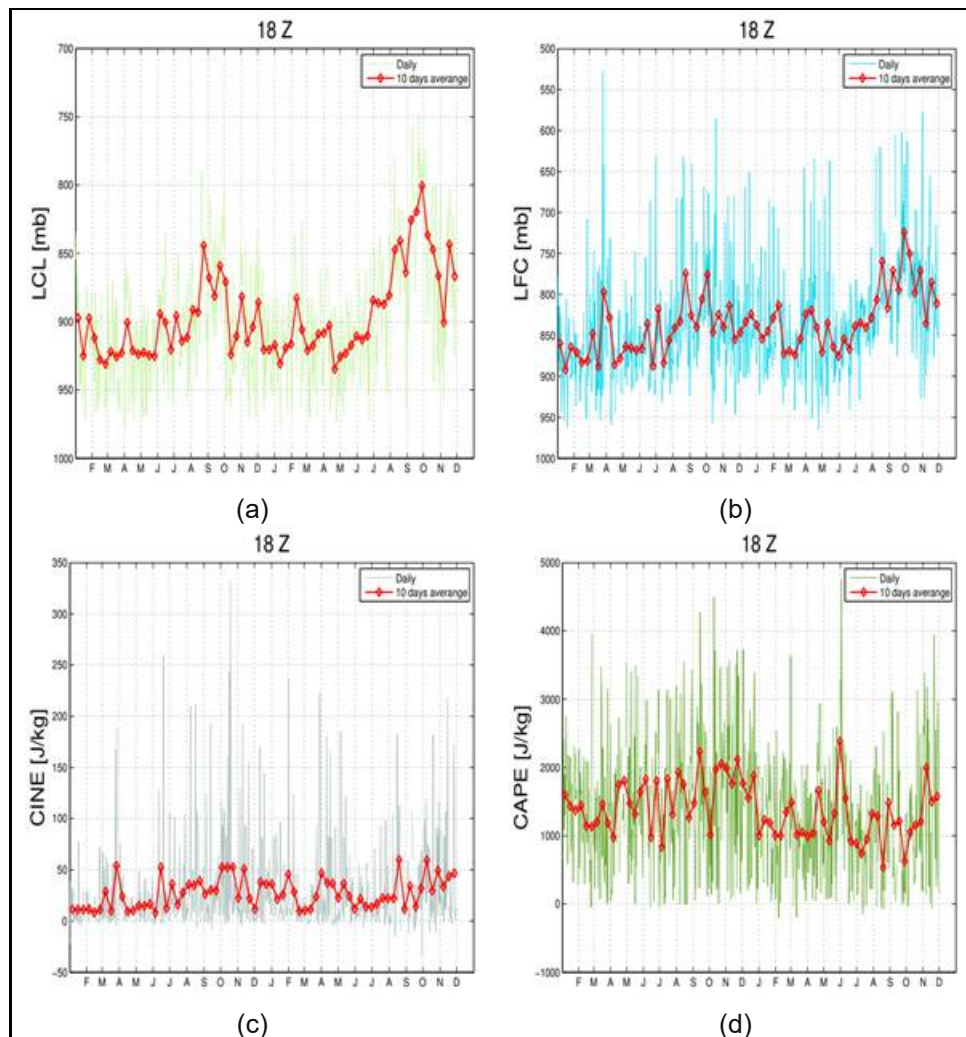 18 Z
700
750
800
850
900
950
1000
LCL [mb]
Daily
10 days averange
F M A M J J A S O N D J F M A M J J A S O N D
(a)
18 Z
500
550
600
650
700
750
800
850
900
950
1000
LFC [mb]
Daily
10 days averange
F M A M J J A S O N D J F M A M J J A S O N D
(b)
18 Z
350
300
250
200
150
100
50
0
-50
CINE [J/kg]
Daily
10 days averange
F M A M J J A S O N D J F M A M J J A S O N D
(c)
18 Z
5000
4000
3000
2000
1000
0
-1000
CAPE [J/kg]
Daily
10 days averange
F M A M J J A S O N D J F M A M J J A S O N D
(d)